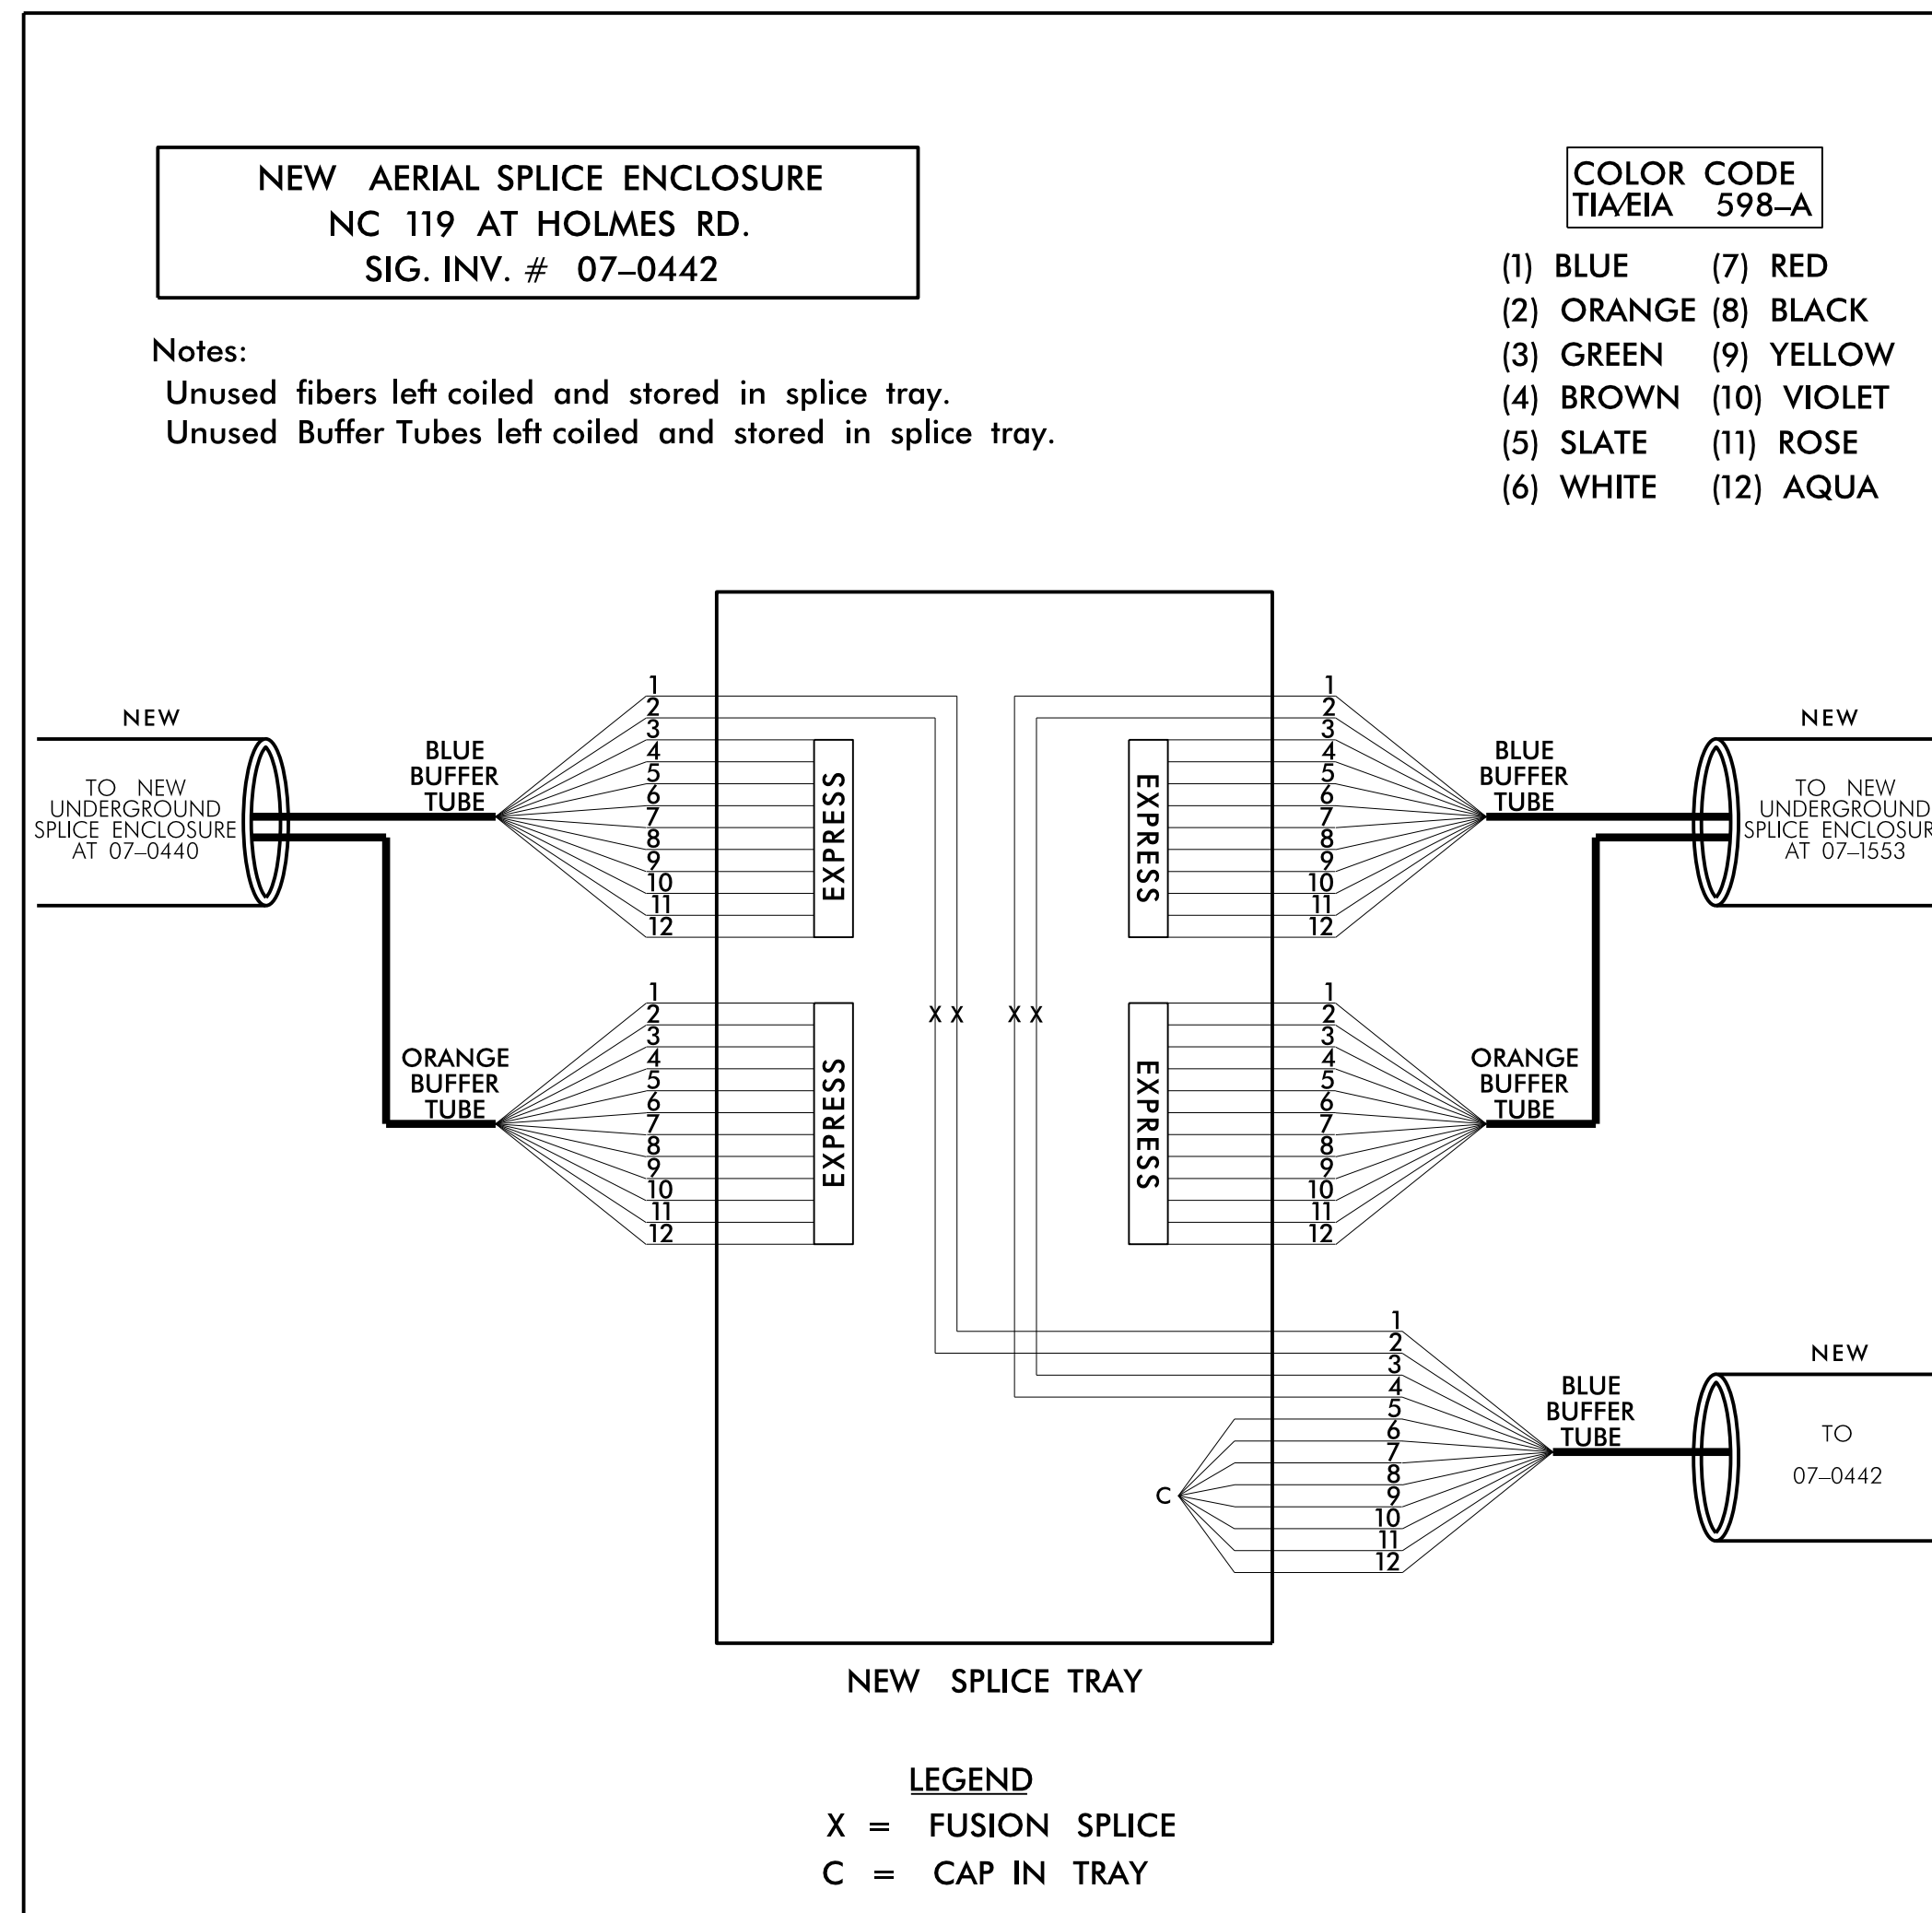 NEW AERIAL SPLICE ENCLOSURE
NC 119 AT HOLMES RD.
SIG. INV. # 07–0442
Notes:
Unused fibers left coiled and stored in splice tray.
Unused Buffer Tubes left coiled and stored in splice tray.
COLOR CODE
TIA/EIA 598–A
(1) BLUE (7) RED
(2) ORANGE (8) BLACK
(3) GREEN (9) YELLOW
(4) BROWN (10) VIOLET
(5) SLATE (11) ROSE
(6) WHITE (12) AQUA
NEW
TO NEW
UNDERGROUND
SPLICE ENCLOSURE
AT 07–0440
BLUE
BUFFER
TUBE
1
2
3
4
5
6
7
8
9
10
11
12
EXPRESS
ORANGE
BUFFER
TUBE
1
2
3
4
5
6
7
8
9
10
11
12
EXPRESS
X X X X
EXPRESS
1
2
3
4
5
6
7
8
9
10
11
12
BLUE
BUFFER
TUBE
NEW
TO NEW
UNDERGROUND
SPLICE ENCLOSUR
AT 07–1553
EXPRESS
1
2
3
4
5
6
7
8
9
10
11
12
ORANGE
BUFFER
TUBE
C
1
2
3
4
5
6
7
8
9
10
11
12
BLUE
BUFFER
TUBE
NEW
TO
07–0442
NEW SPLICE TRAY
LEGEND
X = FUSION SPLICE
C = CAP IN TRAY